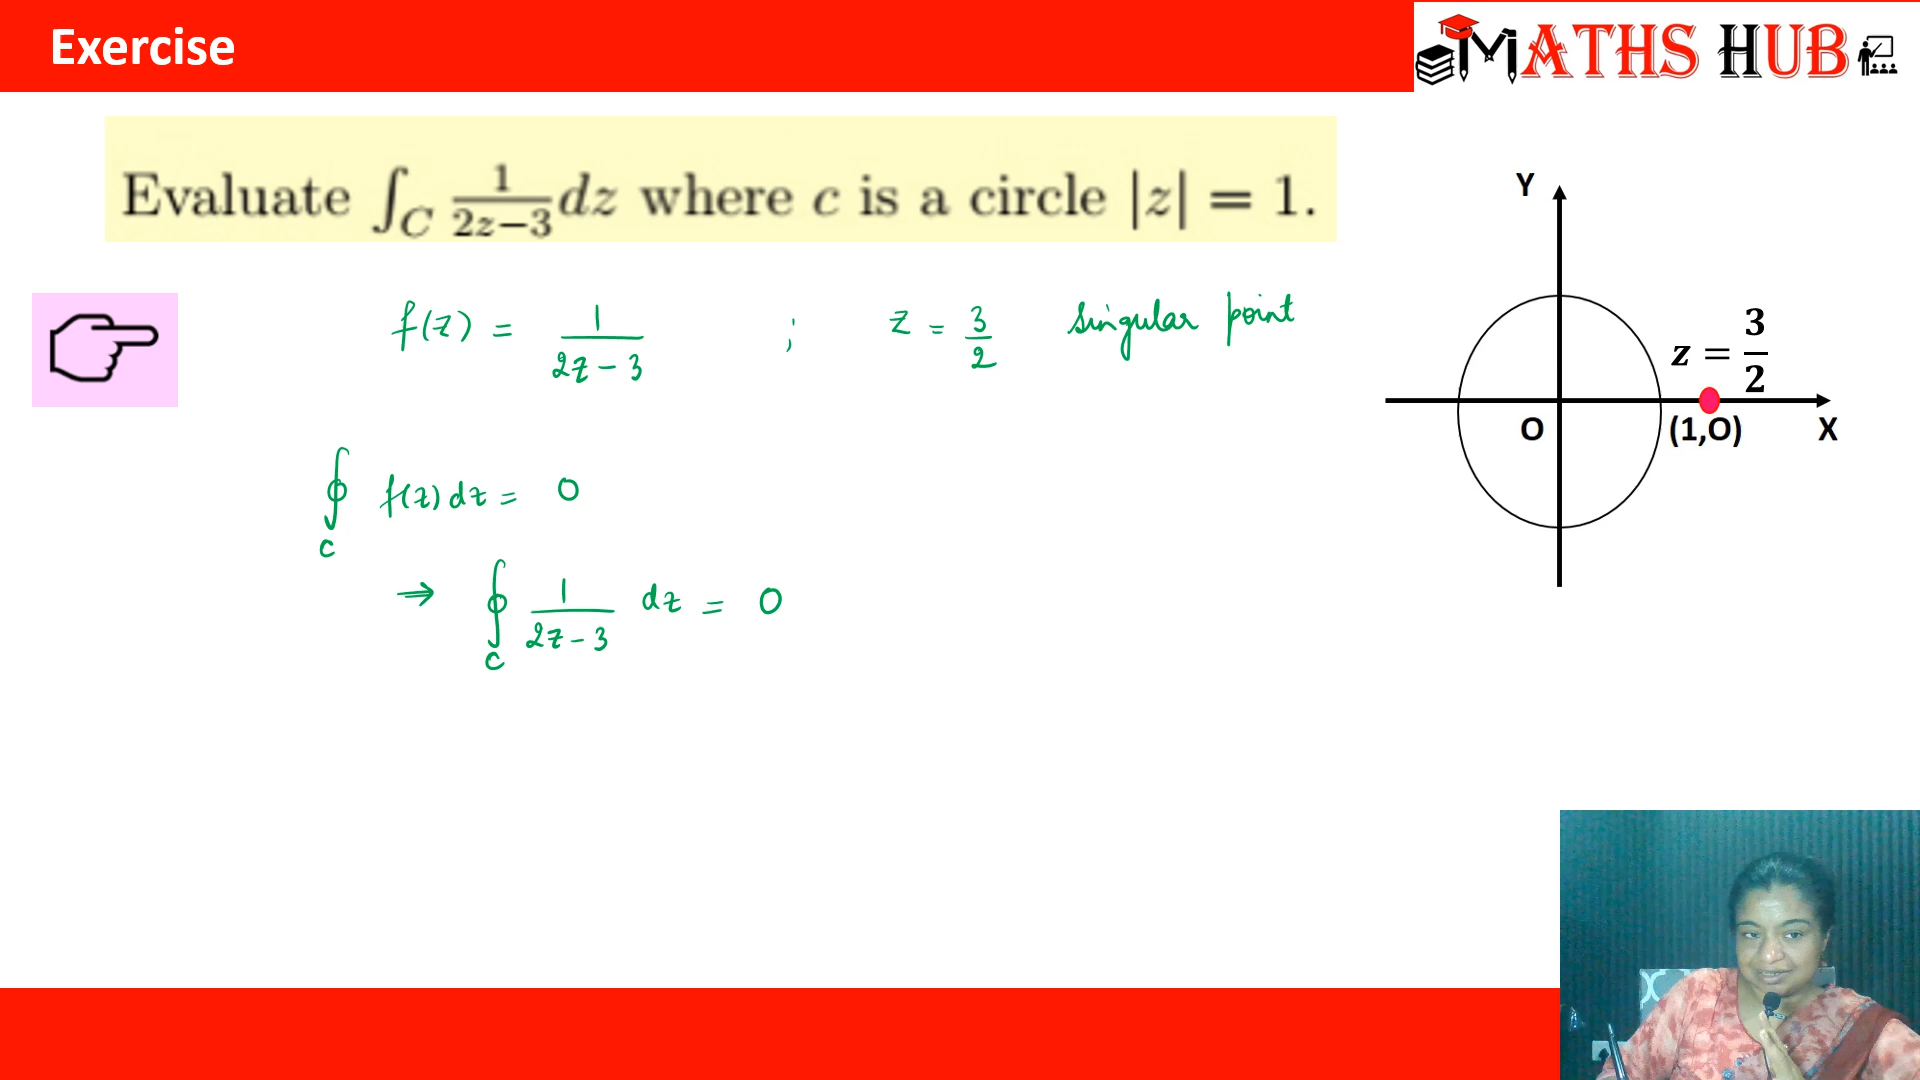 Exercise
MATHS HUB
Evaluate ∫_C 1/(2z−3) dz where c is a circle |z| = 1.
f(z) = 1/(2z − 3) ; z = 3/2 singular point
∮_C f(z) dz = 0
⇒ ∮_C 1/(2z − 3) dz = 0
Y
z = 3/2
O (1,O) X